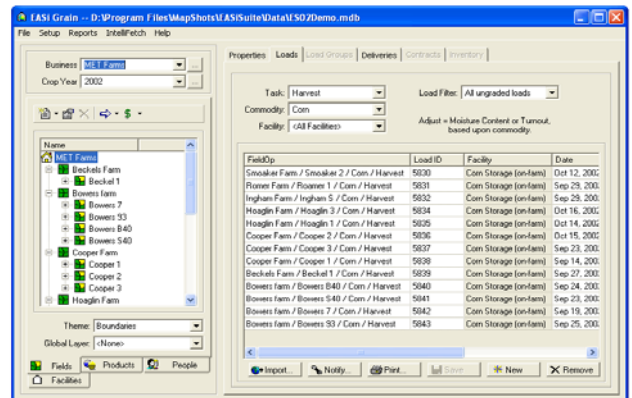 EASi Grain -- D:\Program Files\MapShots\EASiSuite\Data\ES02Demo.mdb
File Setup Reports IntelliFetch Help
Business MET Farms ...
Crop Year 2002 ...
Properties Loads Load Groups Deliveries Contracts Inventory
Task: Harvest
Load Filter: All ungraded loads
Commodity: Corn
Facility: <All Facilities>
Adjust = Moisture Content or Turnout,
based upon commodity.
Name
MET Farms
Beckels Farm
Beckel 1
Bowers farm
Bowers 7
Bowers 93
Bowers B40
Bowers S40
Cooper Farm
Cooper 1
Cooper 2
Cooper 3
Hoaglin Farm
Theme: Boundaries
Global Layer: <None>
Fields Products People
Facilities
FieldOp Load ID Facility Date
Smoaker Farm / Smoaker 2 / Corn / Harvest 5830 Corn Storage (on-farm) Oct 12, 2002
Romer Farm / Roamer 1 / Corn / Harvest 5831 Corn Storage (on-farm) Sep 29, 2002
Ingham Farm / Ingham S / Corn / Harvest 5832 Corn Storage (on-farm) Sep 29, 2002
Hoaglin Farm / Hoaglin 3 / Corn / Harvest 5834 Corn Storage (on-farm) Oct 16, 2002
Hoaglin Farm / Hoaglin 1 / Corn / Harvest 5835 Corn Storage (on-farm) Oct 14, 2002
Cooper Farm / Cooper 2 / Corn / Harvest 5836 Corn Storage (on-farm) Oct 15, 2002
Cooper Farm / Cooper 3 / Corn / Harvest 5837 Corn Storage (on-farm) Sep 23, 2002
Cooper Farm / Cooper 1 / Corn / Harvest 5838 Corn Storage (on-farm) Sep 14, 2002
Beckels Farm / Beckel 1 / Corn / Harvest 5839 Corn Storage (on-farm) Sep 27, 2002
Bowers farm / Bowers B40 / Corn / Harvest 5840 Corn Storage (on-farm) Sep 24, 2002
Bowers farm / Bowers S40 / Corn / Harvest 5841 Corn Storage (on-farm) Sep 23, 2002
Bowers farm / Bowers 7 / Corn / Harvest 5842 Corn Storage (on-farm) Sep 19, 2002
Bowers farm / Bowers 93 / Corn / Harvest 5843 Corn Storage (on-farm) Sep 25, 2002
Import... Notify... Print... Save New Remove